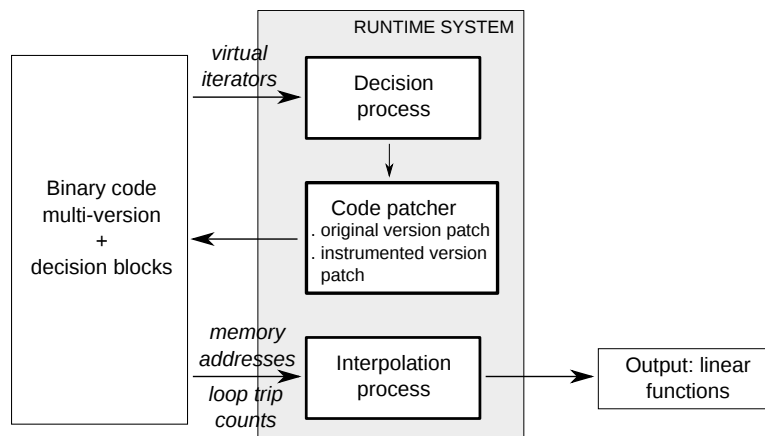 RUNTIME SYSTEM
virtual
iterators
Decision
process
Binary code
multi-version
+
decision blocks
Code patcher
. original version patch
. instrumented version
patch
memory
addresses
loop trip
counts
Interpolation
process
Output: linear
functions